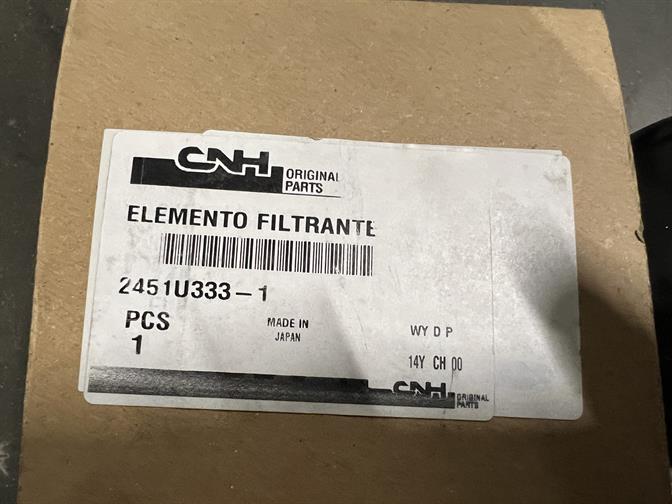 CNH ORIGINAL
PARTS
ELEMENTO FILTRANTE
2451U333-1
PCS
1
MADE IN
JAPAN
WY D P
14Y CH 00
CNH ORIGINAL
PARTS